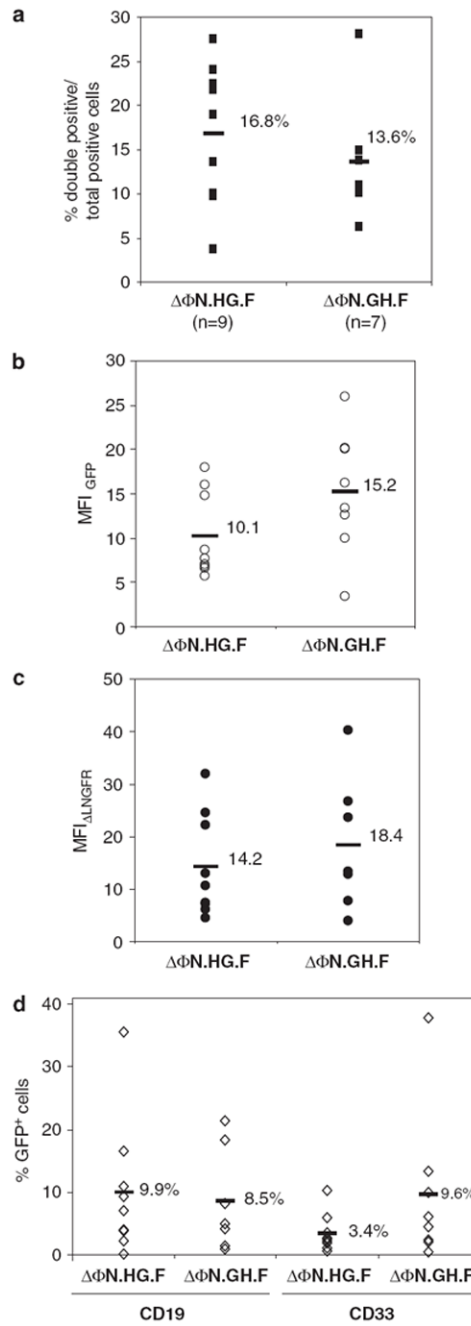 a
% double positive/
total positive cells
30
25
20
15
10
5
0
16.8%
13.6%
ΔΦN.HG.F
(n=9)
ΔΦN.GH.F
(n=7)
b
MFI GFP
30
25
20
15
10
5
0
10.1
15.2
ΔΦN.HG.F
ΔΦN.GH.F
c
MFIΔLNGFR
50
40
30
20
10
0
14.2
18.4
ΔΦN.HG.F
ΔΦN.GH.F
d
% GFP+ cells
40
30
20
10
0
9.9%
8.5%
3.4%
9.6%
ΔΦN.HG.F ΔΦN.GH.F ΔΦN.HG.F ΔΦN.GH.F
CD19 CD33